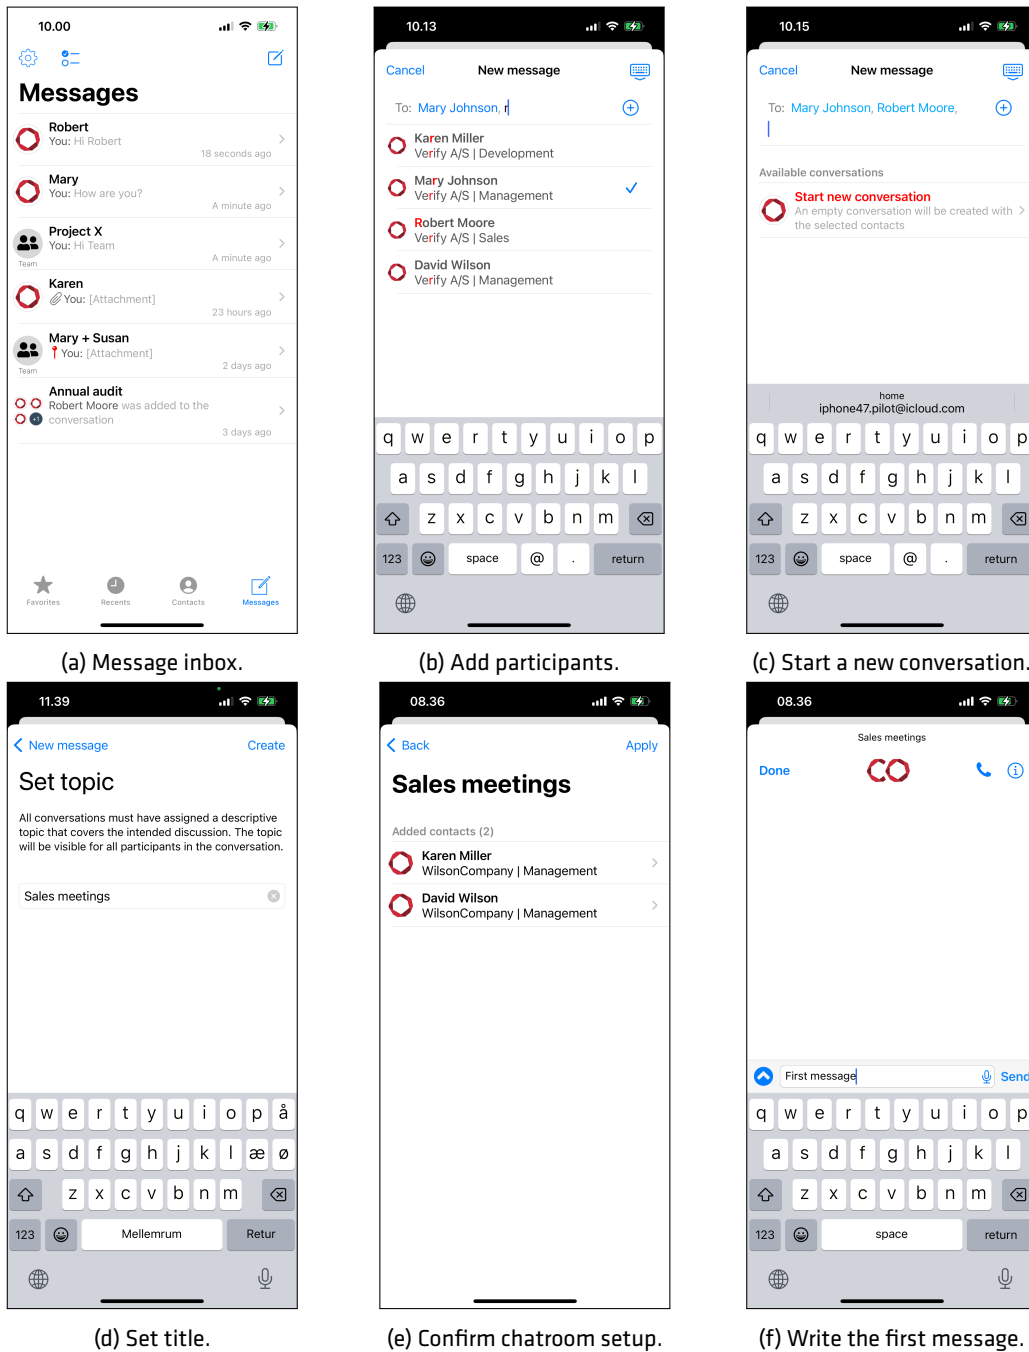 10.00
Messages
Robert
You: Hi Robert
18 seconds ago
Mary
You: How are you?
A minute ago
Project X
You: Hi Team
A minute ago
Team
Karen
You: [Attachment]
23 hours ago
Mary + Susan
You: [Attachment]
2 days ago
Team
Annual audit
Robert Moore was added to the
conversation
+1
3 days ago
Favorites Recents Contacts Messages
(a) Message inbox.
10.13
Cancel New message
To: Mary Johnson, r
Karen Miller
Verify A/S | Development
Mary Johnson
Verify A/S | Management
Robert Moore
Verify A/S | Sales
David Wilson
Verify A/S | Management
q w e r t y u i o p
a s d f g h j k l
z x c v b n m
123 space @ . return
(b) Add participants.
10.15
Cancel New message
To: Mary Johnson, Robert Moore,
Available conversations
Start new conversation
An empty conversation will be created with
the selected contacts
home
iphone47.pilot@icloud.com
q w e r t y u i o p
a s d f g h j k l
z x c v b n m
123 space @ . return
(c) Start a new conversation.
11.39
New message Create
Set topic
All conversations must have assigned a descriptive
topic that covers the intended discussion. The topic
will be visible for all participants in the conversation.
Sales meetings
q w e r t y u i o p å
a s d f g h j k l æ ø
z x c v b n m
123 Mellemrum Retur
(d) Set title.
08.36
Back Apply
Sales meetings
Added contacts (2)
Karen Miller
WilsonCompany | Management
David Wilson
WilsonCompany | Management
(e) Confirm chatroom setup.
08.36
Sales meetings
Done
First message Send
q w e r t y u i o p
a s d f g h j k l
z x c v b n m
123 space return
(f) Write the first message.